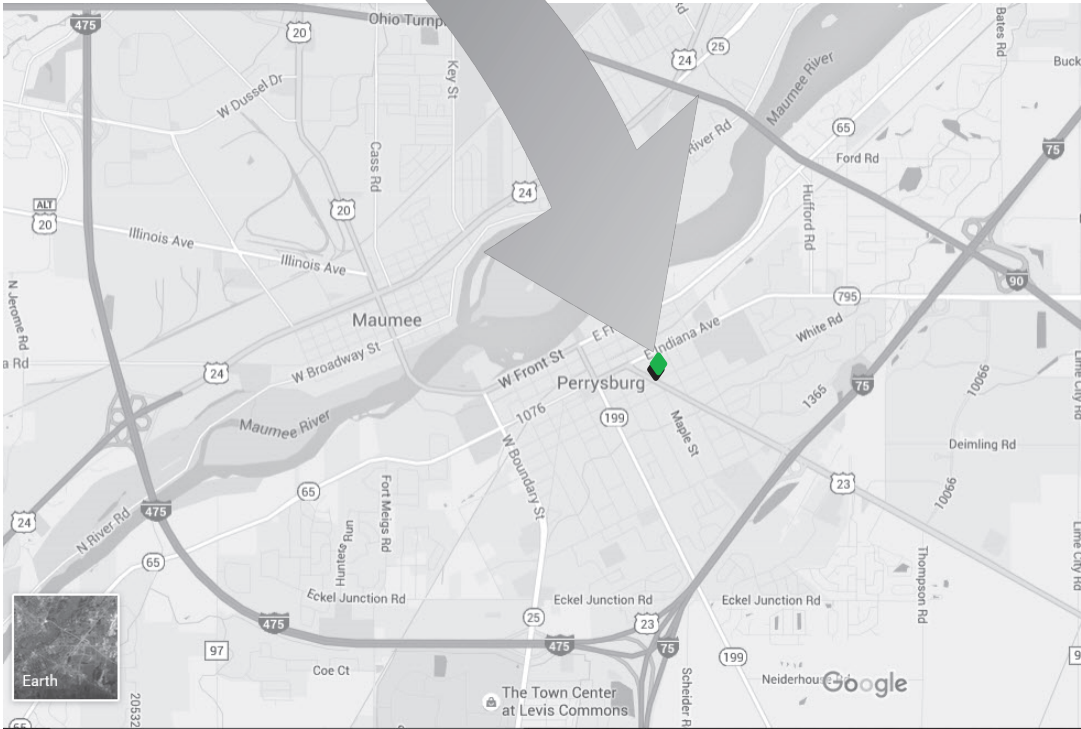 475
Ohio Turnp
20
24
25
Bates Rd
Rd
Key St
Buck
W Dussel Dr
Maumee River
River Rd
65
Ford Rd
75
Cass Rd
ALT
20
20
24
Hufford Rd
Illinois Ave
Illinois Ave
90
N Jerome Rd
795
Maumee
White Rd
E Indiana Ave
E Fr
a Rd
24
W Broadway St
W Front St
Perrysburg
75
1365
10066
Lime City Rd
1076
199
Maple St
Maumee River
W Boundary St
Deimling Rd
23
65
10066
24
475
N River Rd
Fort Meigs Rd
Hunters Run
65
Lime City Rd
Thompson Rd
Eckel Junction Rd
Eckel Junction Rd
Eckel Junction Rd
475
25
23
475
75
97
199
9
Coe Ct
Scheider R
Neiderhouse Rd
Google
Earth
The Town Center
at Levis Commons
20532
65